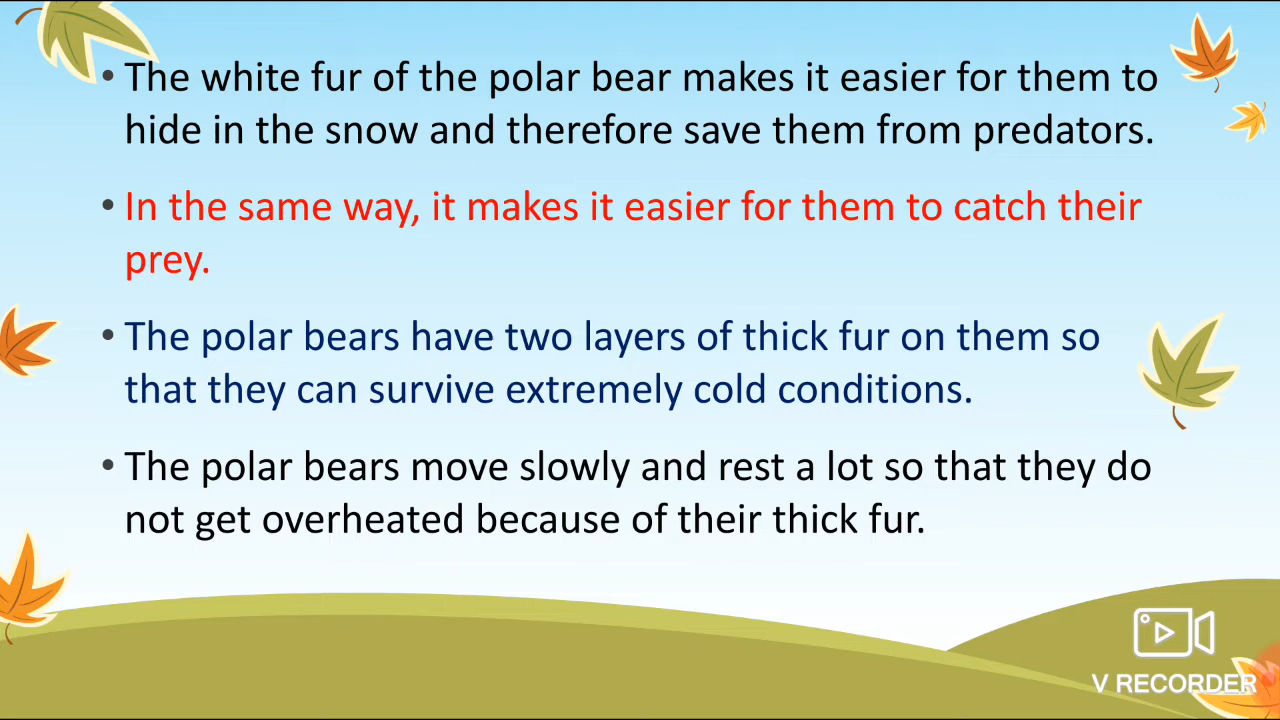 • The white fur of the polar bear makes it easier for them to
hide in the snow and therefore save them from predators.
• In the same way, it makes it easier for them to catch their
prey.
• The polar bears have two layers of thick fur on them so
that they can survive extremely cold conditions.
• The polar bears move slowly and rest a lot so that they do
not get overheated because of their thick fur.
V RECORDER